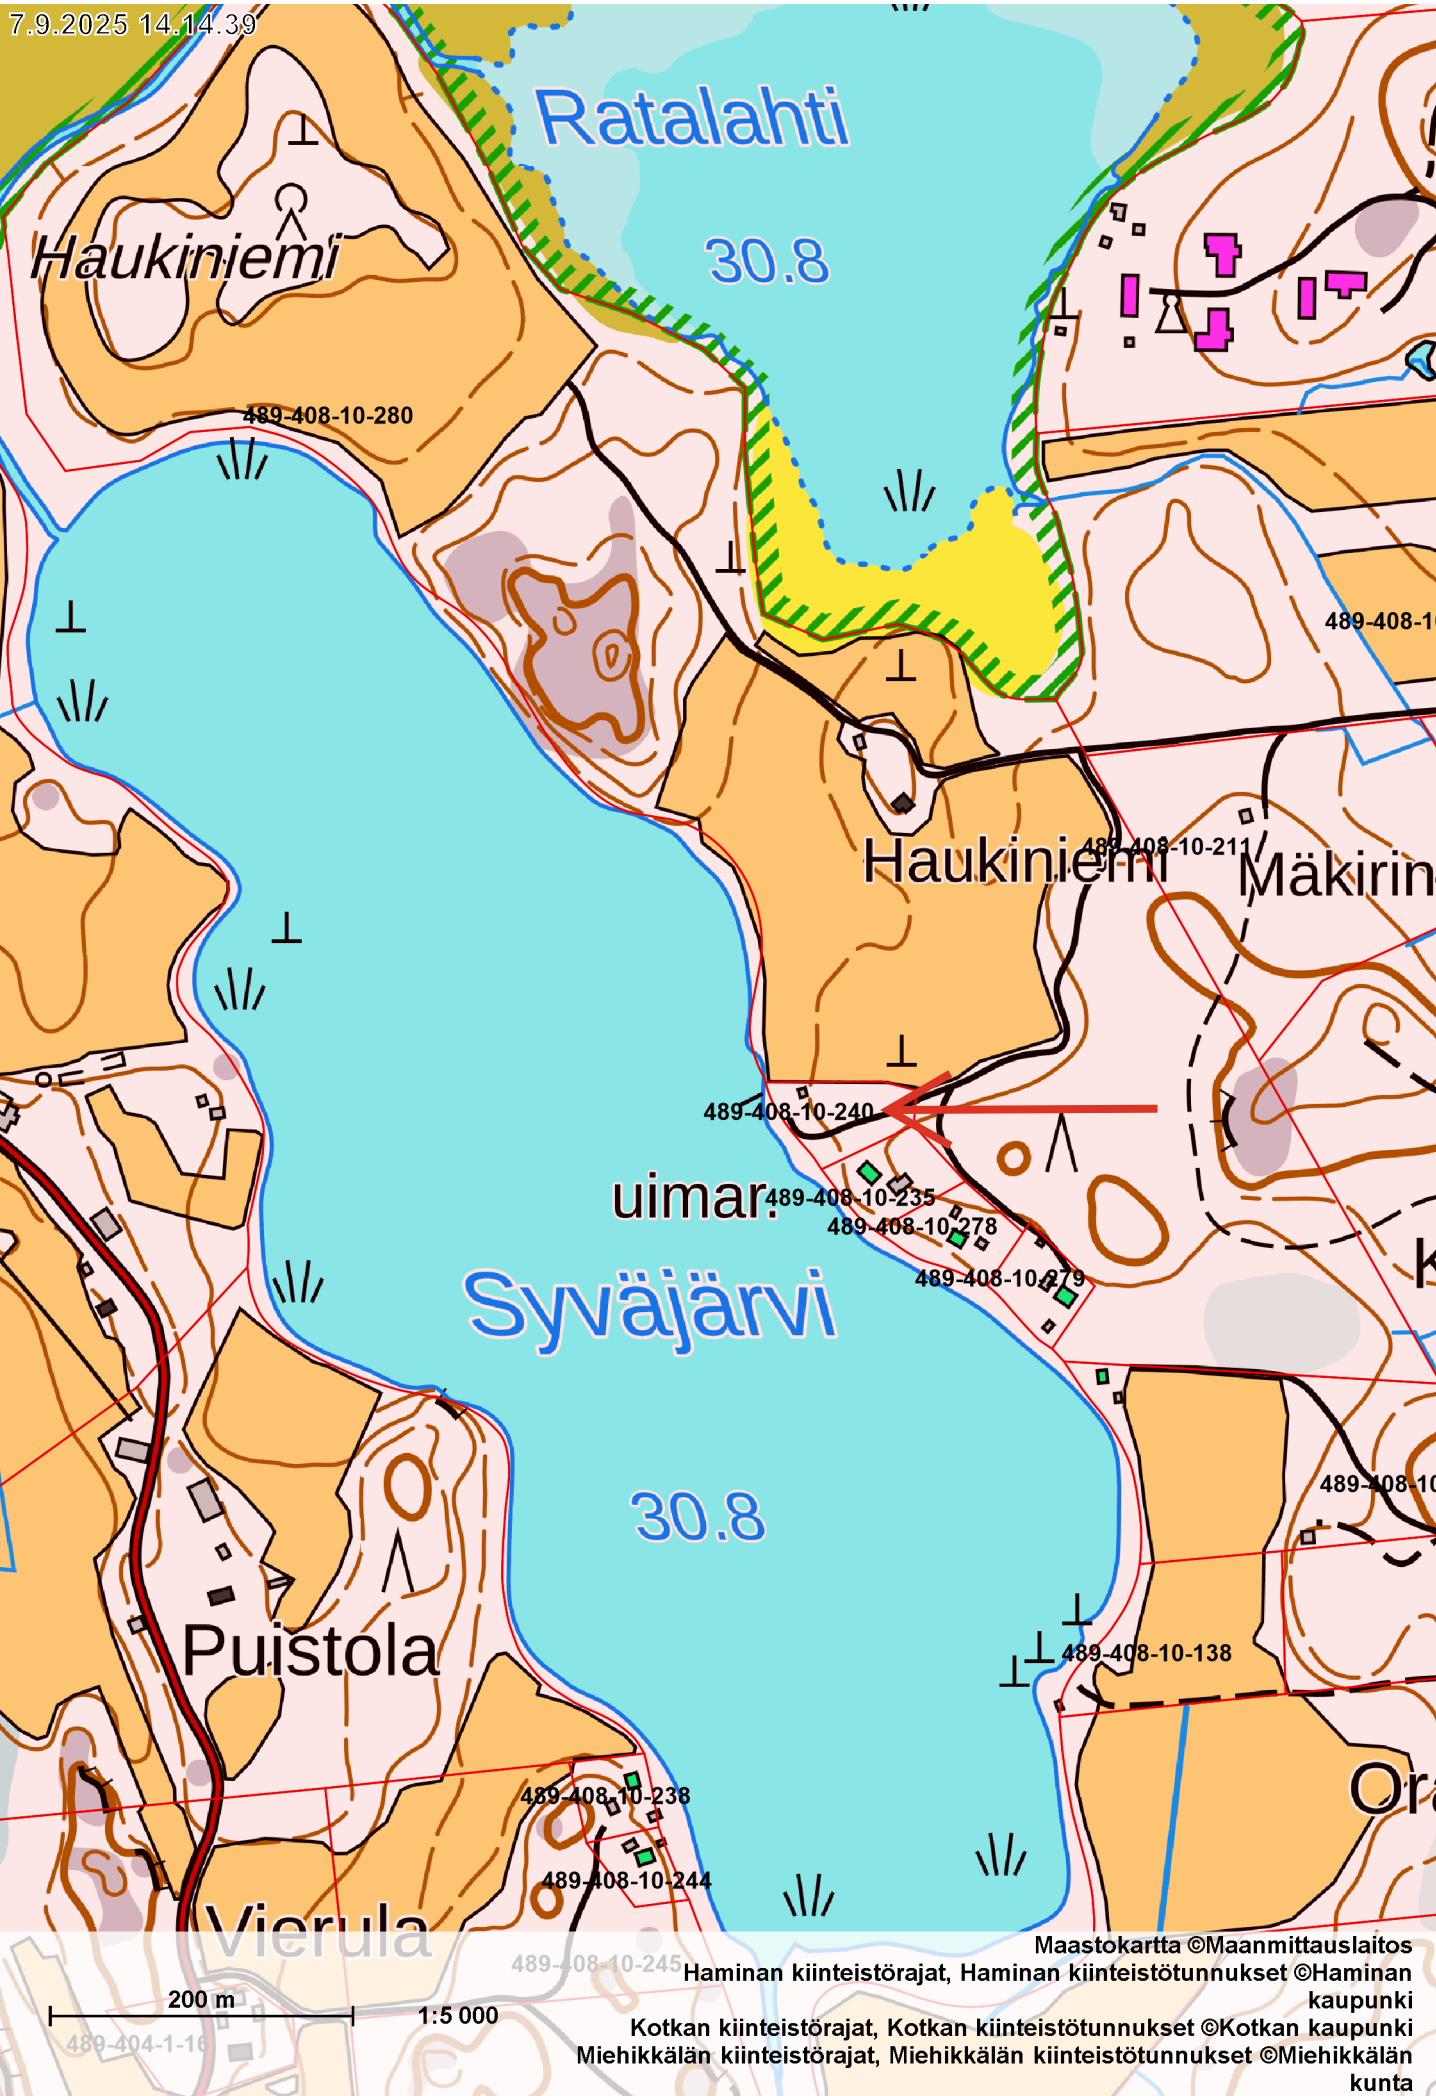 7.9.2025 14.14.39
Ratalahti
30.8
Haukiniemi
489-408-10-280
489-408-1
Haukiniemi
489-408-10-211
Mäkirin
489-408-10-240
uimar.
489-408-10-235
489-408-10-278
489-408-10-279
K
Syväjärvi
30.8
489-408-10
Puistola
489-408-10-138
Ora
489-408-10-238
489-408-10-244
Vierula
489-408-10-245
489-404-1-16
200 m
1:5 000
Maastokartta ©Maanmittauslaitos
Haminan kiinteistörajat, Haminan kiinteistötunnukset ©Haminan
kaupunki
Kotkan kiinteistörajat, Kotkan kiinteistötunnukset ©Kotkan kaupunki
Miehikkälän kiinteistörajat, Miehikkälän kiinteistötunnukset ©Miehikkälän
kunta